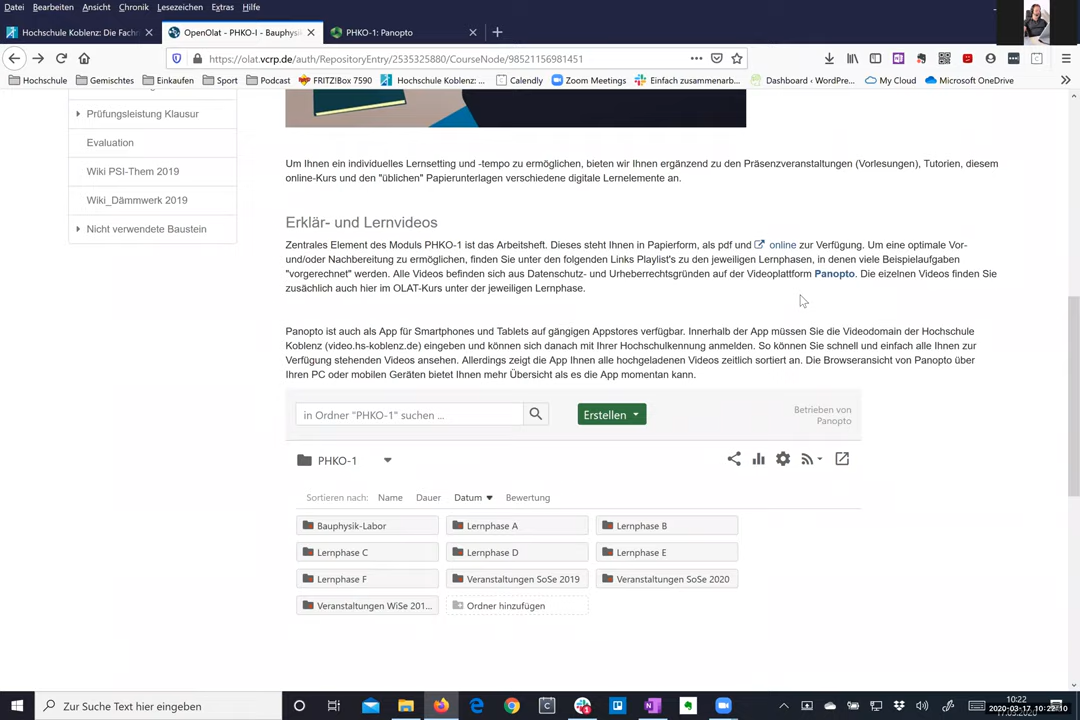 Datei Bearbeiten Ansicht Chronik Lesezeichen Extras Hilfe
Hochschule Koblenz: Die Fach
OpenOlat - PHKO-I - Bauphysik
PHKO-1: Panopto
https://olat.vcrp.de/auth/RepositoryEntry/2535325880/CourseNode/98521156981451
Hochschule Gemischtes Einkaufen Sport Podcast FRITZ!Box 7590 Hochschule Koblenz: ... Calendly Zoom Meetings Einfach zusammenarb... Dashboard ‹ WordPre... My Cloud Microsoft OneDrive
Prüfungsleistung Klausur
Evaluation
Wiki PSI-Them 2019
Wiki_Dämmwerk 2019
Nicht verwendete Baustein
Um Ihnen ein individuelles Lernsetting und -tempo zu ermöglichen, bieten wir Ihnen ergänzend zu den Präsenzveranstaltungen (Vorlesungen), Tutorien, diesem
online-Kurs und den "üblichen" Papierunterlagen verschiedene digitale Lernelemente an.
Erklär- und Lernvideos
Zentrales Element des Moduls PHKO-1 ist das Arbeitsheft. Dieses steht Ihnen in Papierform, als pdf und online zur Verfügung. Um eine optimale Vor-
und/oder Nachbereitung zu ermöglichen, finden Sie unter den folgenden Links Playlist's zu den jeweiligen Lernphasen, in denen viele Beispielaufgaben
"vorgerechnet" werden. Alle Videos befinden sich aus Datenschutz- und Urheberrechtsgründen auf der Videoplattform Panopto. Die eizelnen Videos finden Sie
zusächlich auch hier im OLAT-Kurs unter der jeweiligen Lernphase.
Panopto ist auch als App für Smartphones und Tablets auf gängigen Appstores verfügbar. Innerhalb der App müssen Sie die Videodomain der Hochschule
Koblenz (video.hs-koblenz.de) eingeben und können sich danach mit Ihrer Hochschulkennung anmelden. So können Sie schnell und einfach alle Ihnen zur
Verfügung stehenden Videos ansehen. Allerdings zeigt die App Ihnen alle hochgeladenen Videos zeitlich sortiert an. Die Browseransicht von Panopto über
Ihren PC oder mobilen Geräten bietet Ihnen mehr Übersicht als es die App momentan kann.
in Ordner "PHKO-1" suchen ...
Erstellen
Betrieben von
Panopto
PHKO-1
Sortieren nach: Name Dauer Datum Bewertung
Bauphysik-Labor Lernphase A Lernphase B
Lernphase C Lernphase D Lernphase E
Lernphase F Veranstaltungen SoSe 2019 Veranstaltungen SoSe 2020
Veranstaltungen WiSe 201... Ordner hinzufügen
Zur Suche Text hier eingeben
10:22
2020-03-17, 10:22:10